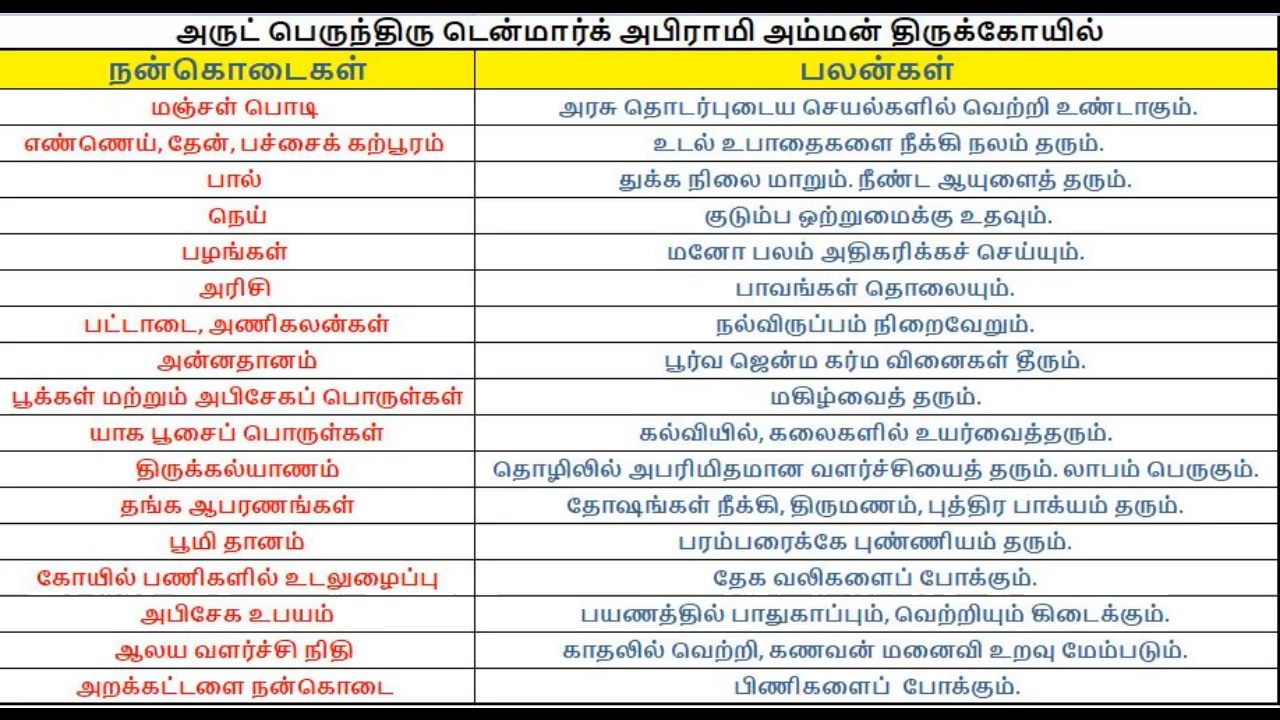 அருட் பெருந்திரு டென்மார்க் அபிராமி அம்மன் திருக்கோயில்
நன்கொடைகள் பலன்கள்
மஞ்சள் பொடி அரசு தொடர்புடைய செயல்களில் வெற்றி உண்டாகும்.
எண்ணெய், தேன், பச்சைக் கற்பூரம் உடல் உபாதைகளை நீக்கி நலம் தரும்.
பால் துக்க நிலை மாறும். நீண்ட ஆயுளைத் தரும்.
நெய் குடும்ப ஒற்றுமைக்கு உதவும்.
பழங்கள் மனோ பலம் அதிகரிக்கச் செய்யும்.
அரிசி பாவங்கள் தொலையும்.
பட்டாடை, அணிகலன்கள் நல்விருப்பம் நிறைவேறும்.
அன்னதானம் பூர்வ ஜென்ம கர்ம வினைகள் தீரும்.
பூக்கள் மற்றும் அபிசேகப் பொருள்கள் மகிழ்வைத் தரும்.
யாக பூசைப் பொருள்கள் கல்வியில், கலைகளில் உயர்வைத்தரும்.
திருக்கல்யாணம் தொழிலில் அபரிமிதமான வளர்ச்சியைத் தரும். லாபம் பெருகும்.
தங்க ஆபரணங்கள் தோஷங்கள் நீக்கி, திருமணம், புத்திர பாக்யம் தரும்.
பூமி தானம் பரம்பரைக்கே புண்ணியம் தரும்.
கோயில் பணிகளில் உடலுழைப்பு தேக வலிகளைப் போக்கும்.
அபிசேக உபயம் பயணத்தில் பாதுகாப்பும், வெற்றியும் கிடைக்கும்.
ஆலய வளர்ச்சி நிதி காதலில் வெற்றி, கணவன் மனைவி உறவு மேம்படும்.
அறக்கட்டளை நன்கொடை பிணிகளைப் போக்கும்.